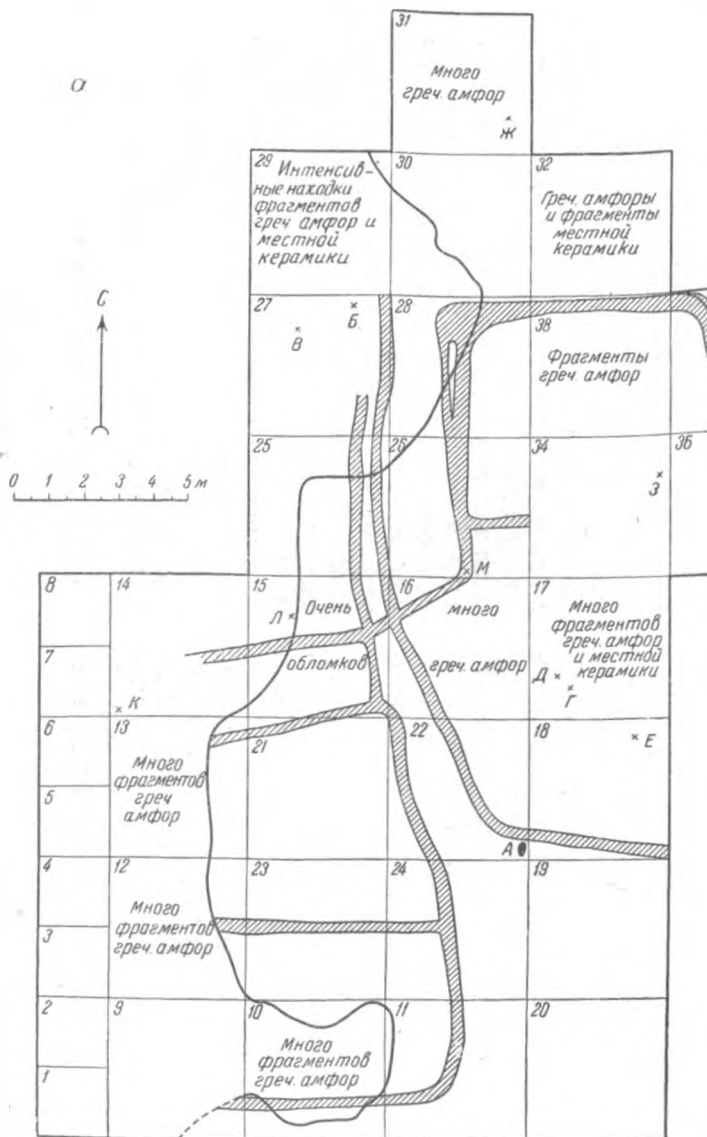 а
31
Много
греч. амфор
Ж
29
Интенсив-
ные находки
фрагментов
греч амфор и
местной
керамики
30
32
Греч. амфоры
и фрагменты
местной
керамики
С
27
Б
В
28
38
Фрагменты
греч. амфор
25
26
34
36
З
0 1 2 3 4 5 м
8
14
15
16
М
17
Л
Очень
много
Много
фрагментов
греч. амфор
и местной
керамики
7
обломков
греч. амфор
Д
Г
К
6
13
21
22
18
Е
Много
фрагментов
греч
амфор
5
4
12
23
24
А
19
Много
фрагментов
греч. амфор
3
2
9
10
11
20
Много
фрагментов
греч. амфор
1